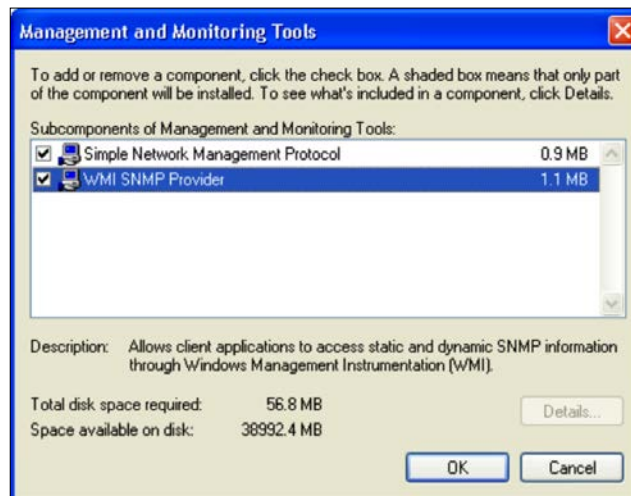 Management and Monitoring Tools
To add or remove a component, click the check box. A shaded box means that only part
of the component will be installed. To see what's included in a component, click Details.
Subcomponents of Management and Monitoring Tools:
Simple Network Management Protocol 0.9 MB
WMI SNMP Provider 1.1 MB
Description: Allows client applications to access static and dynamic SNMP information
through Windows Management Instrumentation (WMI).
Total disk space required: 56.8 MB
Details...
Space available on disk: 38992.4 MB
OK Cancel